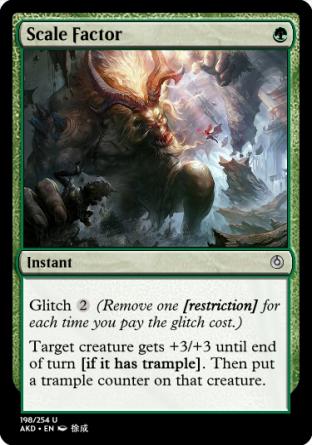 Scale Factor
Instant
Glitch 2 (Remove one [restriction] for
each time you pay the glitch cost.)
Target creature gets +3/+3 until end
of turn [if it has trample]. Then put
a trample counter on that creature.
198/254 U
AKD • EN 徐成